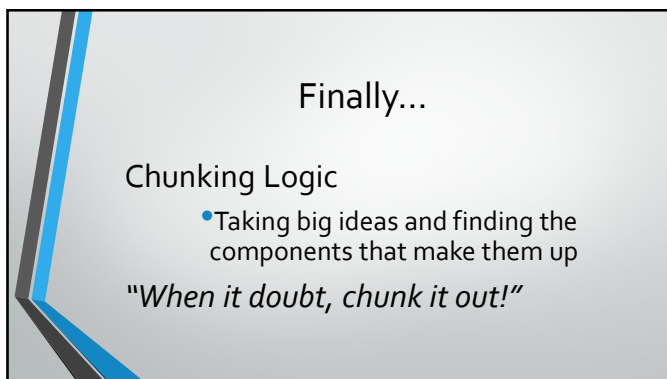 Finally...
Chunking Logic
•Taking big ideas and finding the
components that make them up
“When it doubt, chunk it out!”